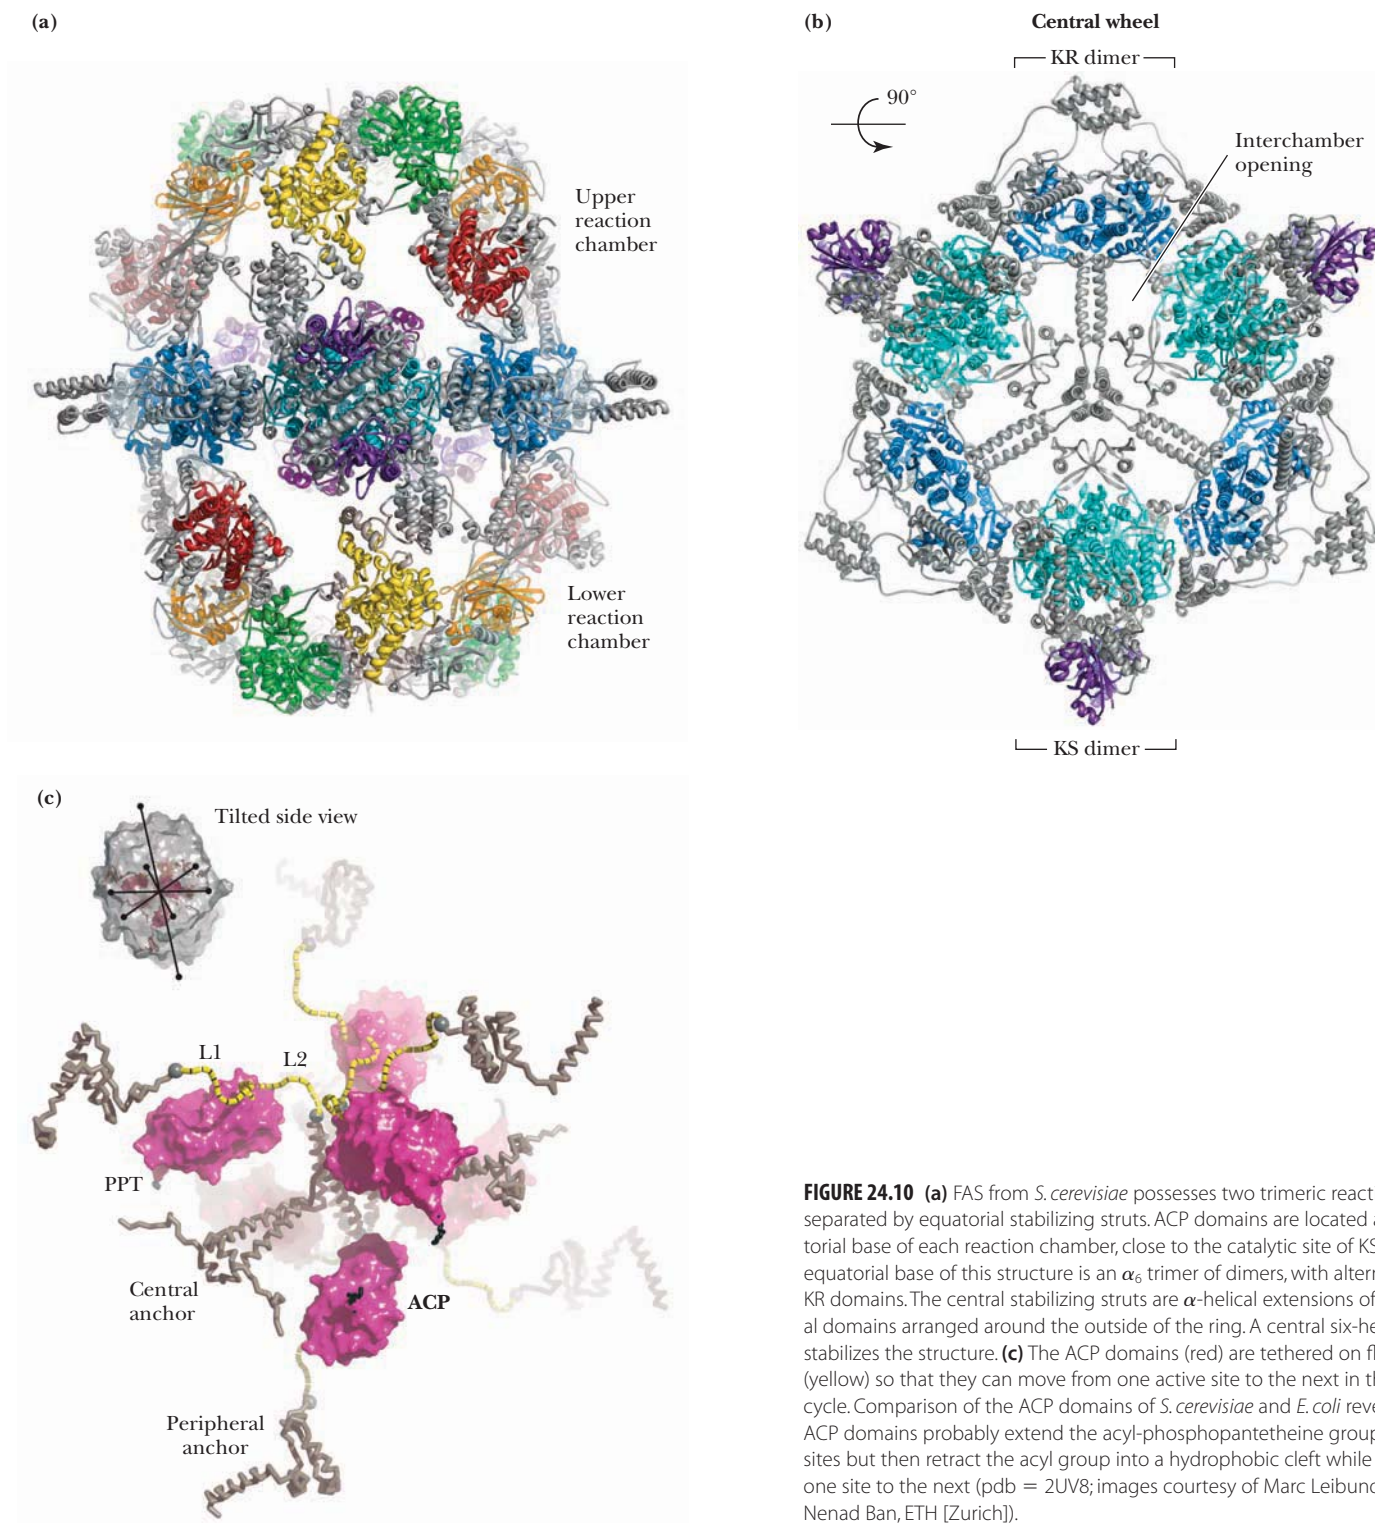 (a)
Upper
reaction
chamber
Lower
reaction
chamber
(b)
Central wheel
KR dimer
90°
Interchamber
opening
KS dimer
(c)
Tilted side view
L1
L2
PPT
Central
anchor
ACP
Peripheral
anchor
FIGURE 24.10 (a) FAS from S. cerevisiae possesses two trimeric
separated by equatorial stabilizing struts. ACP domains are located
torial base of each reaction chamber, close to the catalytic site of KS
equatorial base of this structure is an α₆ trimer of dimers, with
KR domains. The central stabilizing struts are α-helical extensions of
al domains arranged around the outside of the ring. A central
stabilizes the structure. (c) The ACP domains (red) are tethered on
(yellow) so that they can move from one active site to the next in
cycle. Comparison of the ACP domains of S. cerevisiae and E. coli
ACP domains probably extend the acyl-phosphopantetheine group
sites but then retract the acyl group into a hydrophobic cleft while
one site to the next (pdb = 2UV8; images courtesy of Marc
Nenad Ban, ETH [Zurich]).